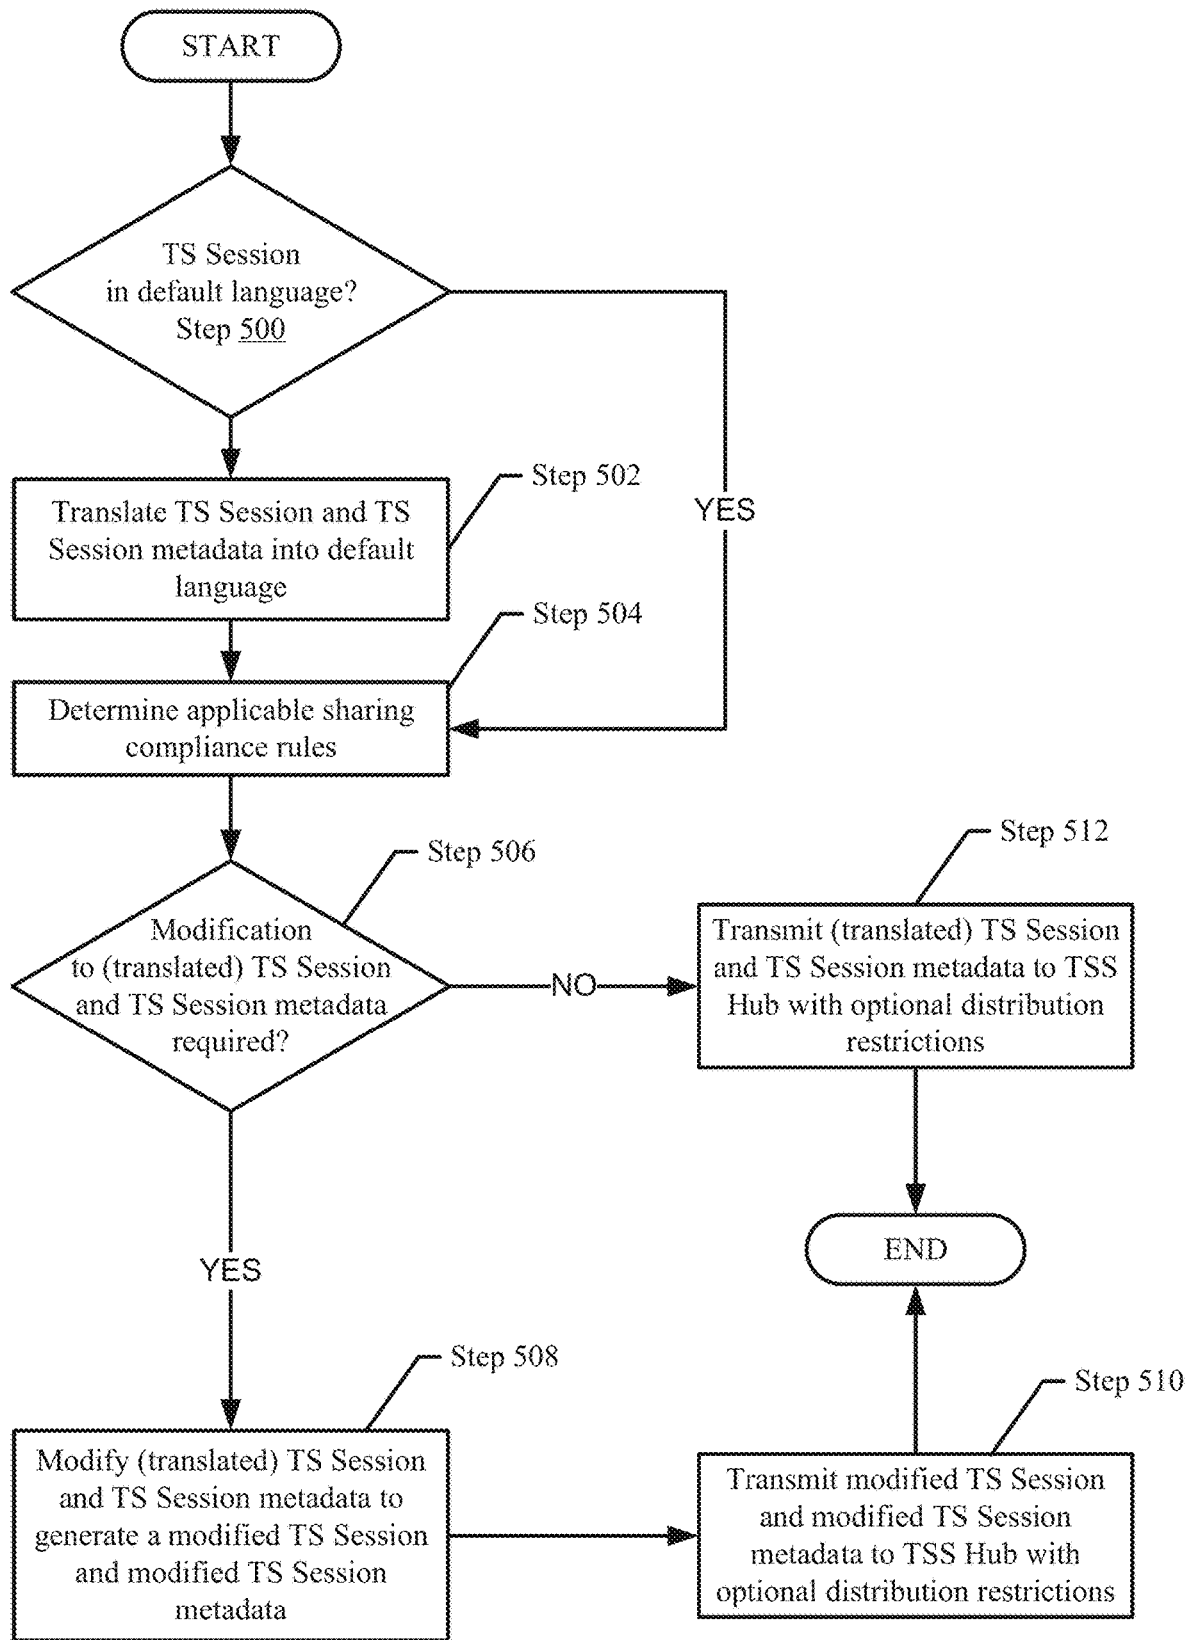 START
TS Session
in default language?
Step 500
Step 502
Translate TS Session and TS
Session metadata into default
language
YES
Step 504
Determine applicable sharing
compliance rules
Step 506
Modification
to (translated) TS Session
and TS Session metadata
required?
NO
Step 512
Transmit (translated) TS Session
and TS Session metadata to TSS
Hub with optional distribution
restrictions
END
YES
Step 508
Modify (translated) TS Session
and TS Session metadata to
generate a modified TS Session
and modified TS Session
metadata
Step 510
Transmit modified TS Session
and modified TS Session
metadata to TSS Hub with
optional distribution restrictions